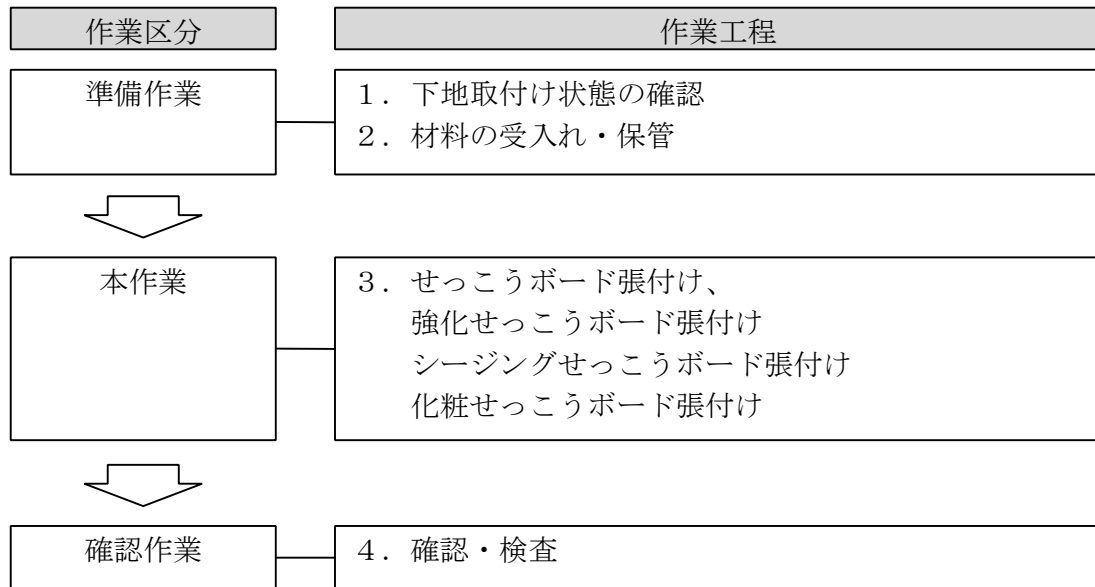 作業区分
作業工程
準備作業
１．下地取付け状態の確認
２．材料の受入れ・保管
本作業
３．せっこうボード張付け、
強化せっこうボード張付け
シージングせっこうボード張付け
化粧せっこうボード張付け
確認作業
４．確認・検査